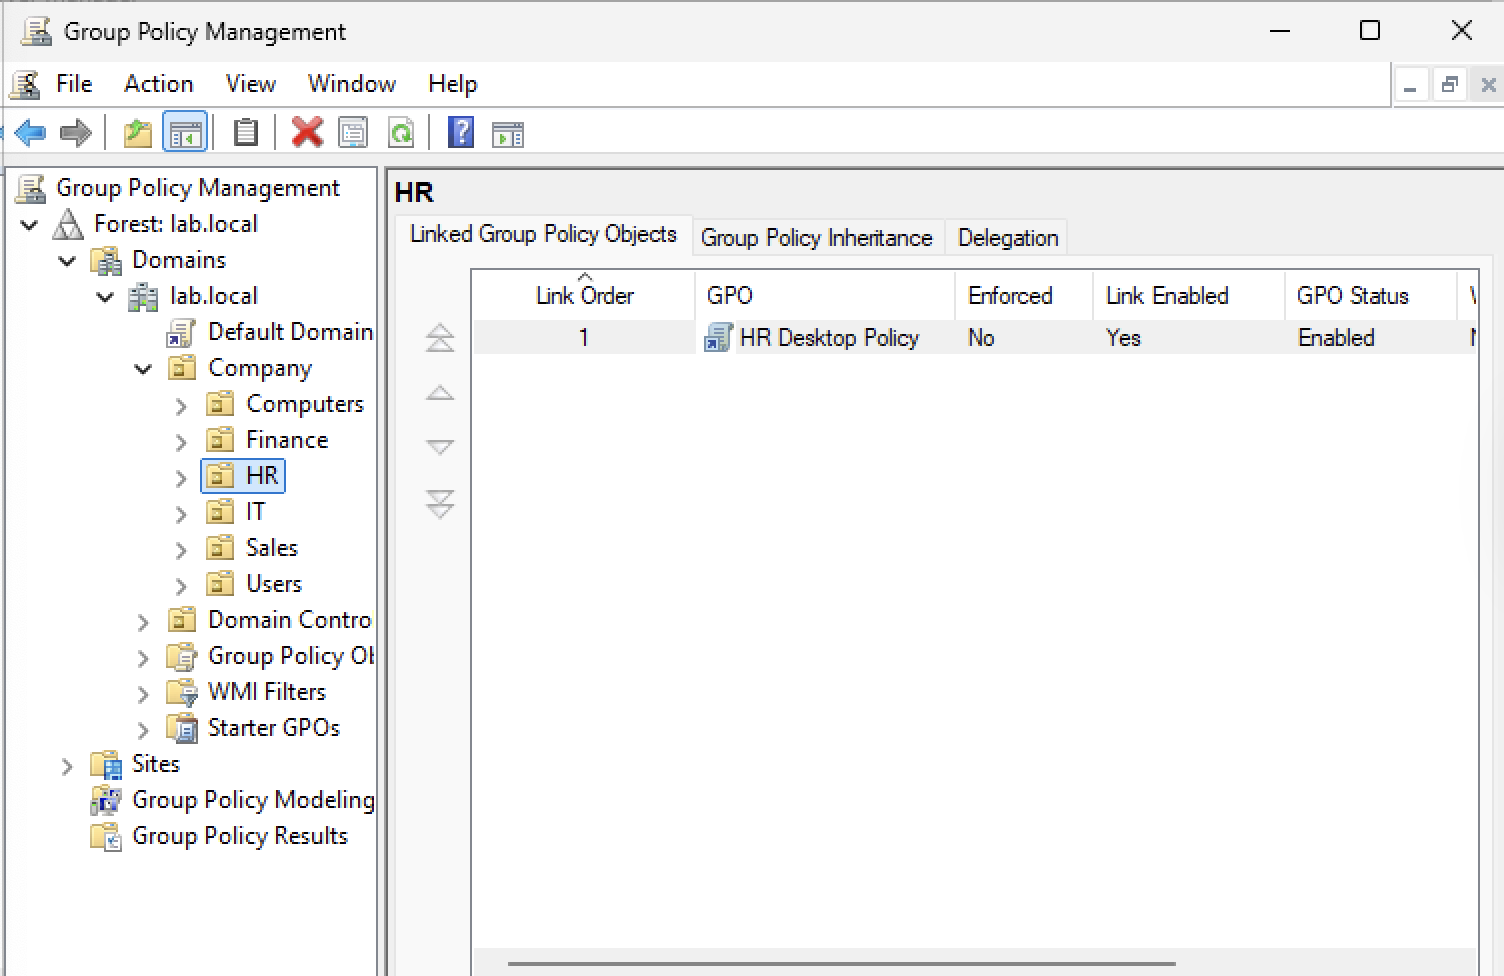 Group Policy Management
File Action View Window Help
Group Policy Management
Forest: lab.local
Domains
lab.local
Default Domain
Company
Computers
Finance
HR
IT
Sales
Users
Domain Contro
Group Policy
WMI Filters
Starter GPOs
Sites
Group Policy Modeling
Group Policy Results
HR
Linked Group Policy Objects Group Policy Inheritance Delegation
Link Order GPO Enforced Link Enabled GPO Status
1 HR Desktop Policy No Yes Enabled